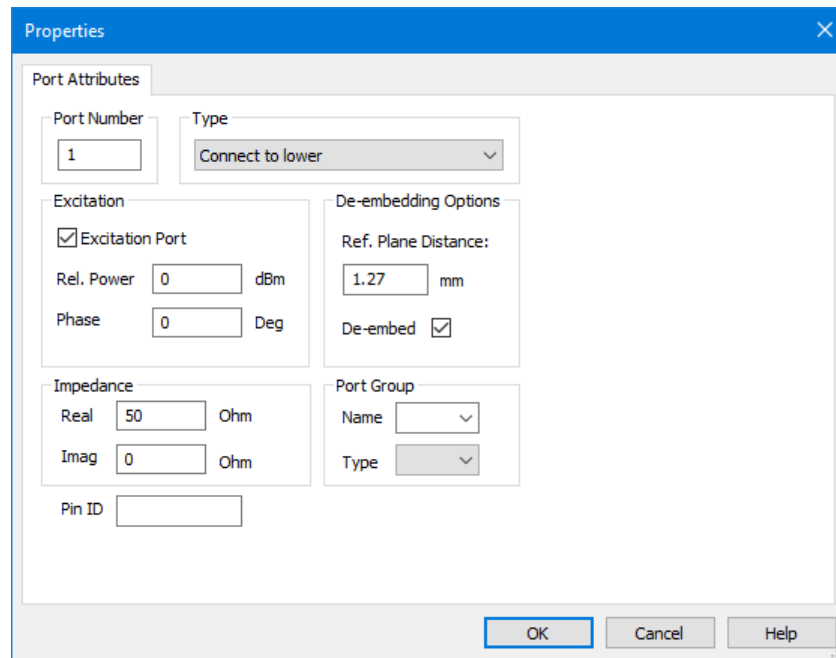 Properties
Port Attributes
Port Number
1
Type
Connect to lower
Excitation
Excitation Port
Rel. Power 0 dBm
Phase 0 Deg
De-embedding Options
Ref. Plane Distance:
1.27 mm
De-embed
Impedance
Real 50 Ohm
Imag 0 Ohm
Port Group
Name
Type
Pin ID
OK Cancel Help